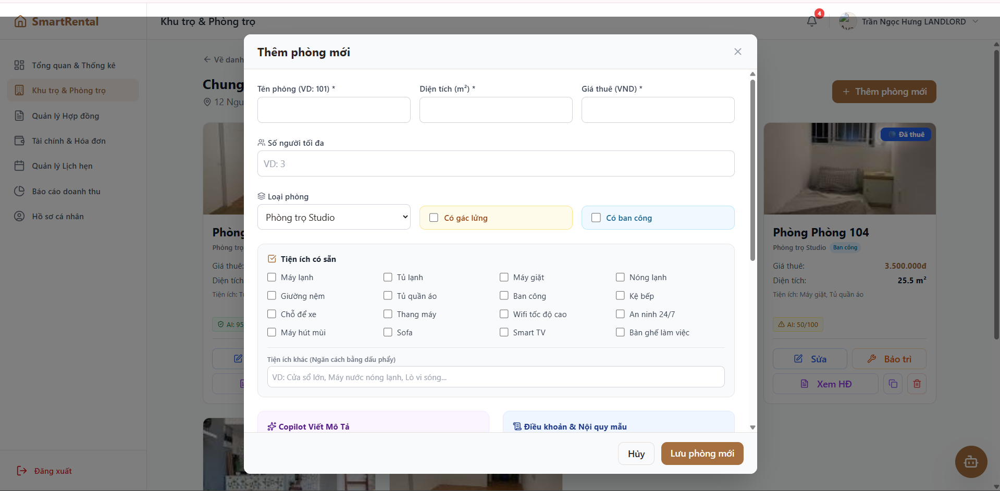 SmartRental
Khu trọ & Phòng trọ
4
Trần Ngọc Hưng LANDLORD
Tổng quan & Thống kê
Khu trọ & Phòng trọ
Quản lý Hợp đồng
Tài chính & Hóa đơn
Quản lý Lịch hẹn
Báo cáo doanh thu
Hồ sơ cá nhân
Đăng xuất
Về danh
Chung
12 Ngu
Thêm phòng mới
Phòng
Phòng trọ
Giá thuê:
Diện tích
Tiện ích:
AI: 95
Thêm phòng mới
Tên phòng (VD: 101) *
Diện tích (m²) *
Giá thuê (VND) *
Số người tối đa
VD: 3
Loại phòng
Phòng trọ Studio
Có gác lửng
Có ban công
Tiện ích có sẵn
Máy lạnh
Tủ lạnh
Máy giặt
Nóng lạnh
Giường nệm
Tủ quần áo
Ban công
Kệ bếp
Chỗ để xe
Thang máy
Wifi tốc độ cao
An ninh 24/7
Máy hút mùi
Sofa
Smart TV
Bàn ghế làm việc
Tiện ích khác (Ngăn cách bằng dấu phẩy)
VD: Cửa sổ lớn, Máy nước nóng lạnh, Lò vi sóng...
Copilot Viết Mô Tả
Điều khoản & Nội quy mẫu
Hủy
Lưu phòng mới
Đã thuê
Phòng Phòng 104
Phòng trọ Studio
Ban công
Giá thuê:
3.500.000đ
Diện tích:
25.5 m²
Tiện ích: Máy giặt, Tủ quần áo
AI: 50/100
Sửa
Bảo trì
Xem HĐ